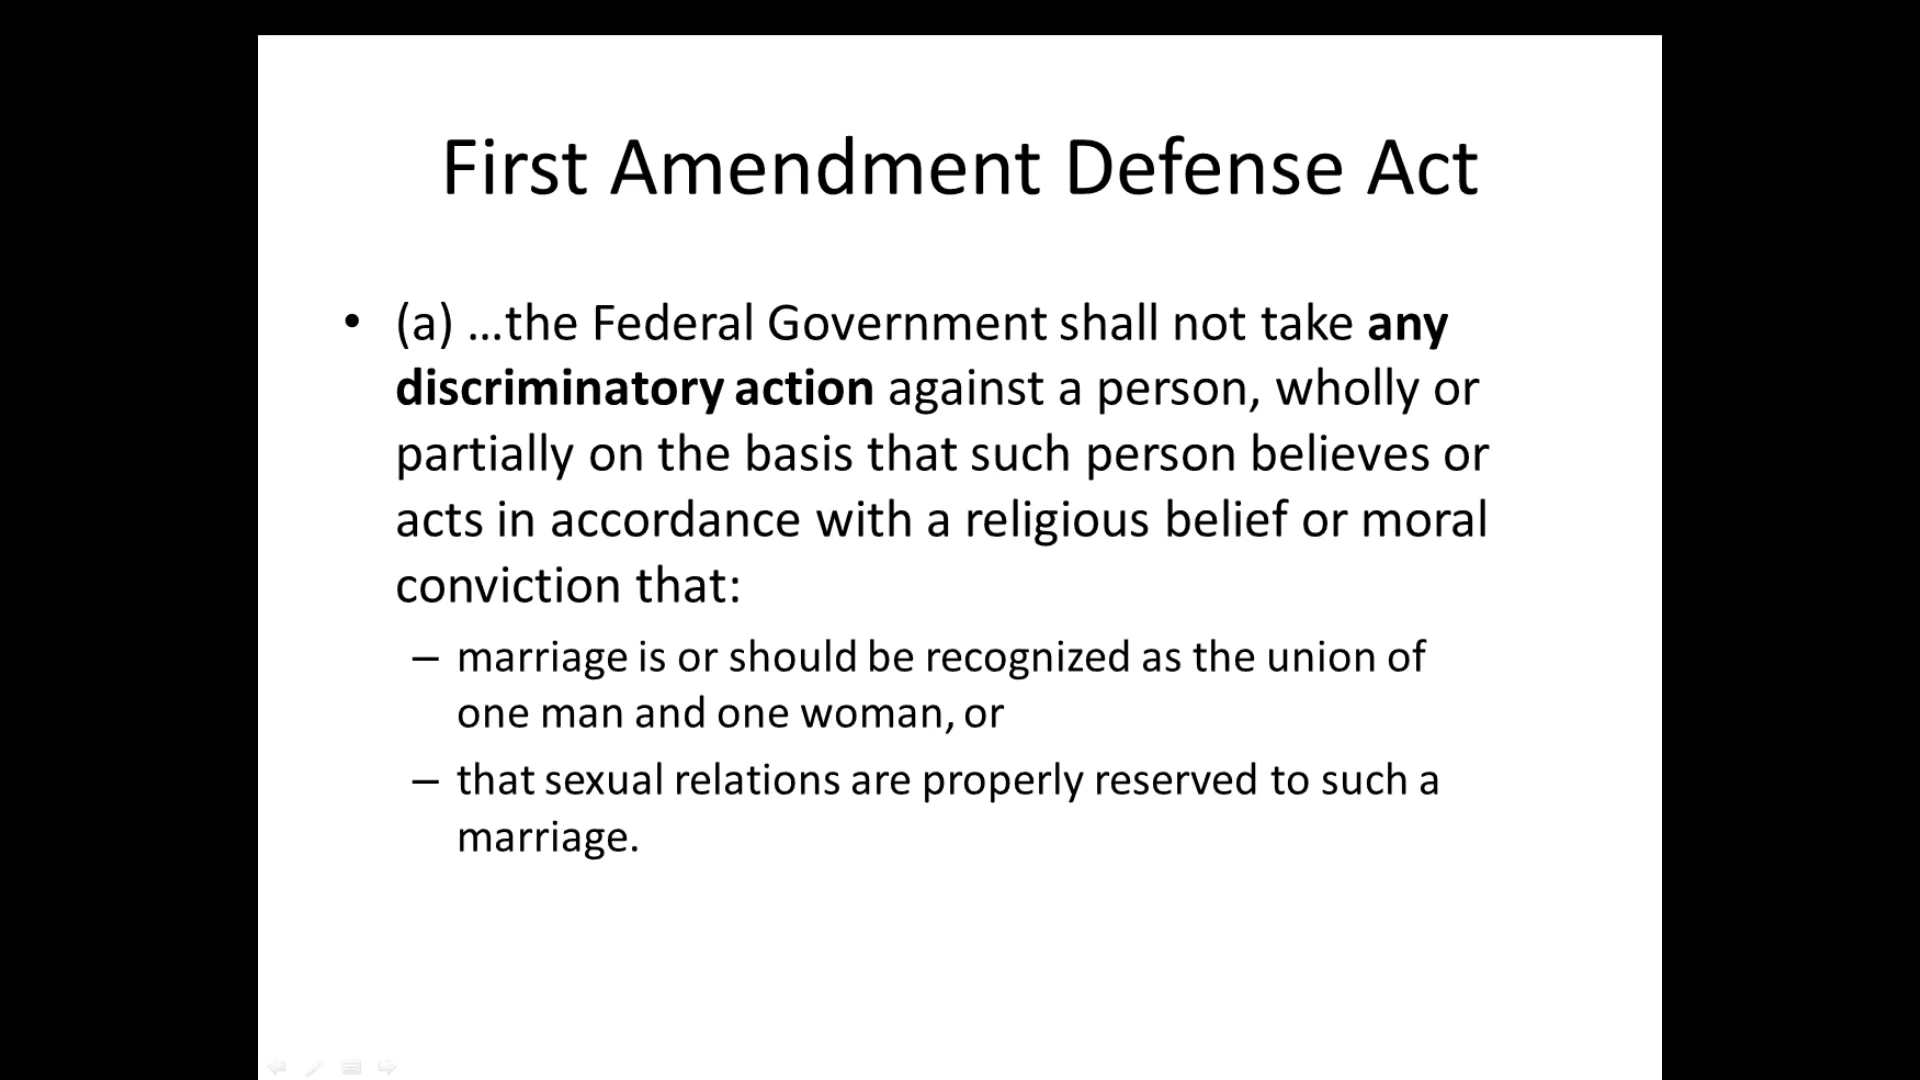 First Amendment Defense Act
• (a) …the Federal Government shall not take any
discriminatory action against a person, wholly or
partially on the basis that such person believes or
acts in accordance with a religious belief or moral
conviction that:
– marriage is or should be recognized as the union of
one man and one woman, or
– that sexual relations are properly reserved to such a
marriage.